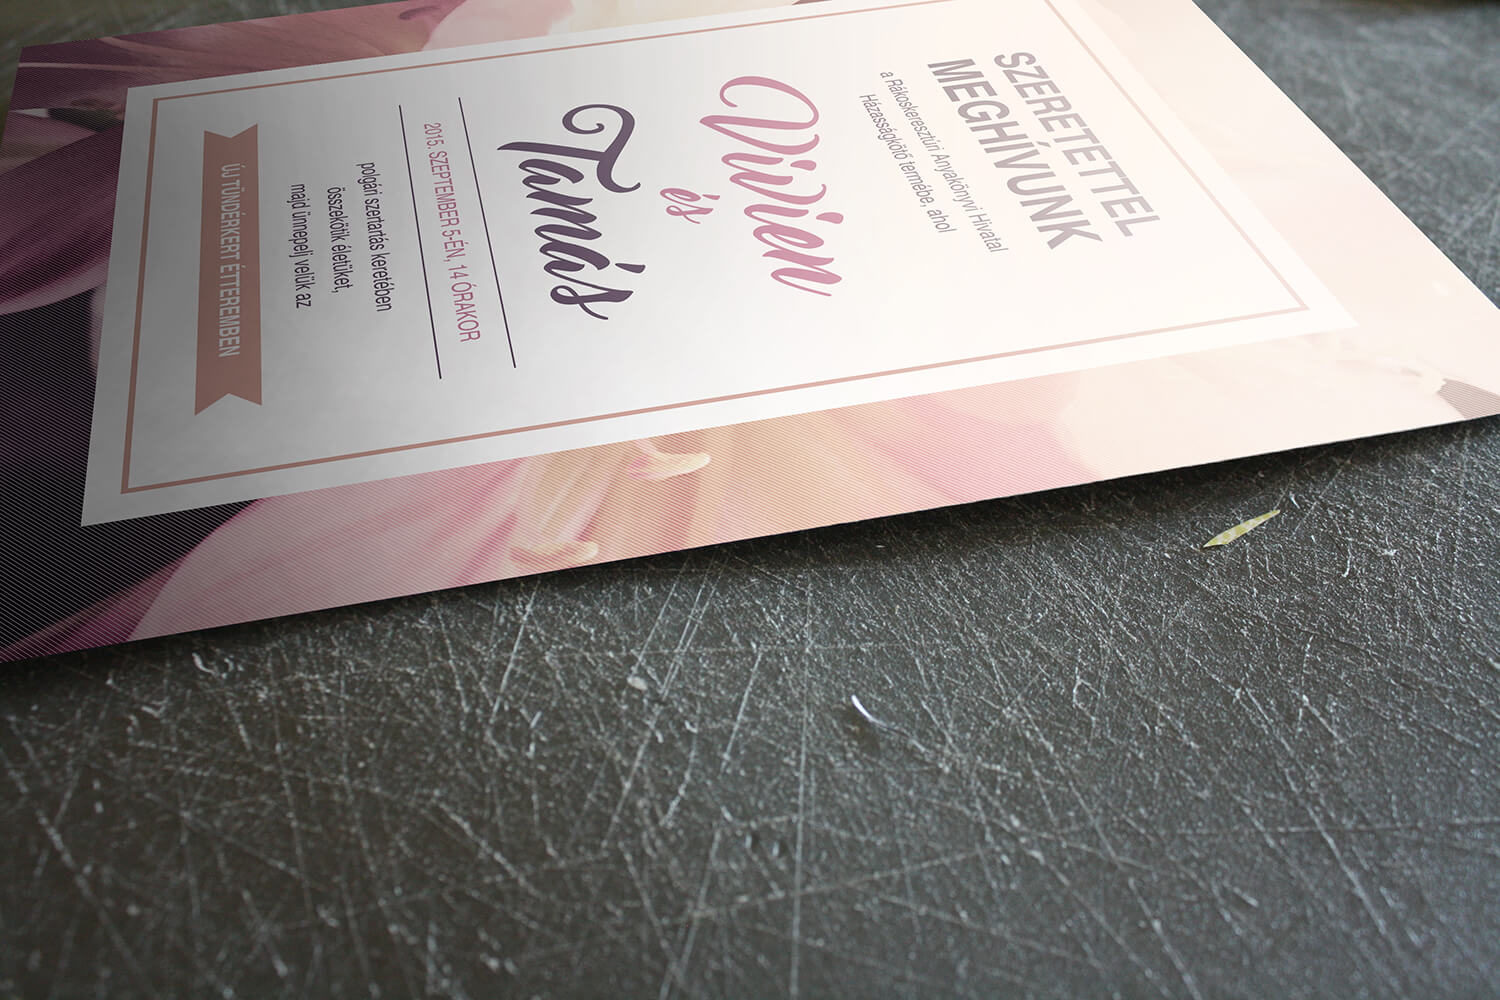 SZERETETTEL
MEGHÍVUNK
a Rákoskeresztúri Anyakönyvi Hivatal
Házasságkötő termébe, ahol
Vivien
és
Tamás
2015. SZEPTEMBER 5-ÉN, 14 ÓRAKOR
polgári szertartás keretében
összekötik életüket,
majd ünnepelj velük az
ÚJ TÜNDÉRKERT ÉTTEREMBEN